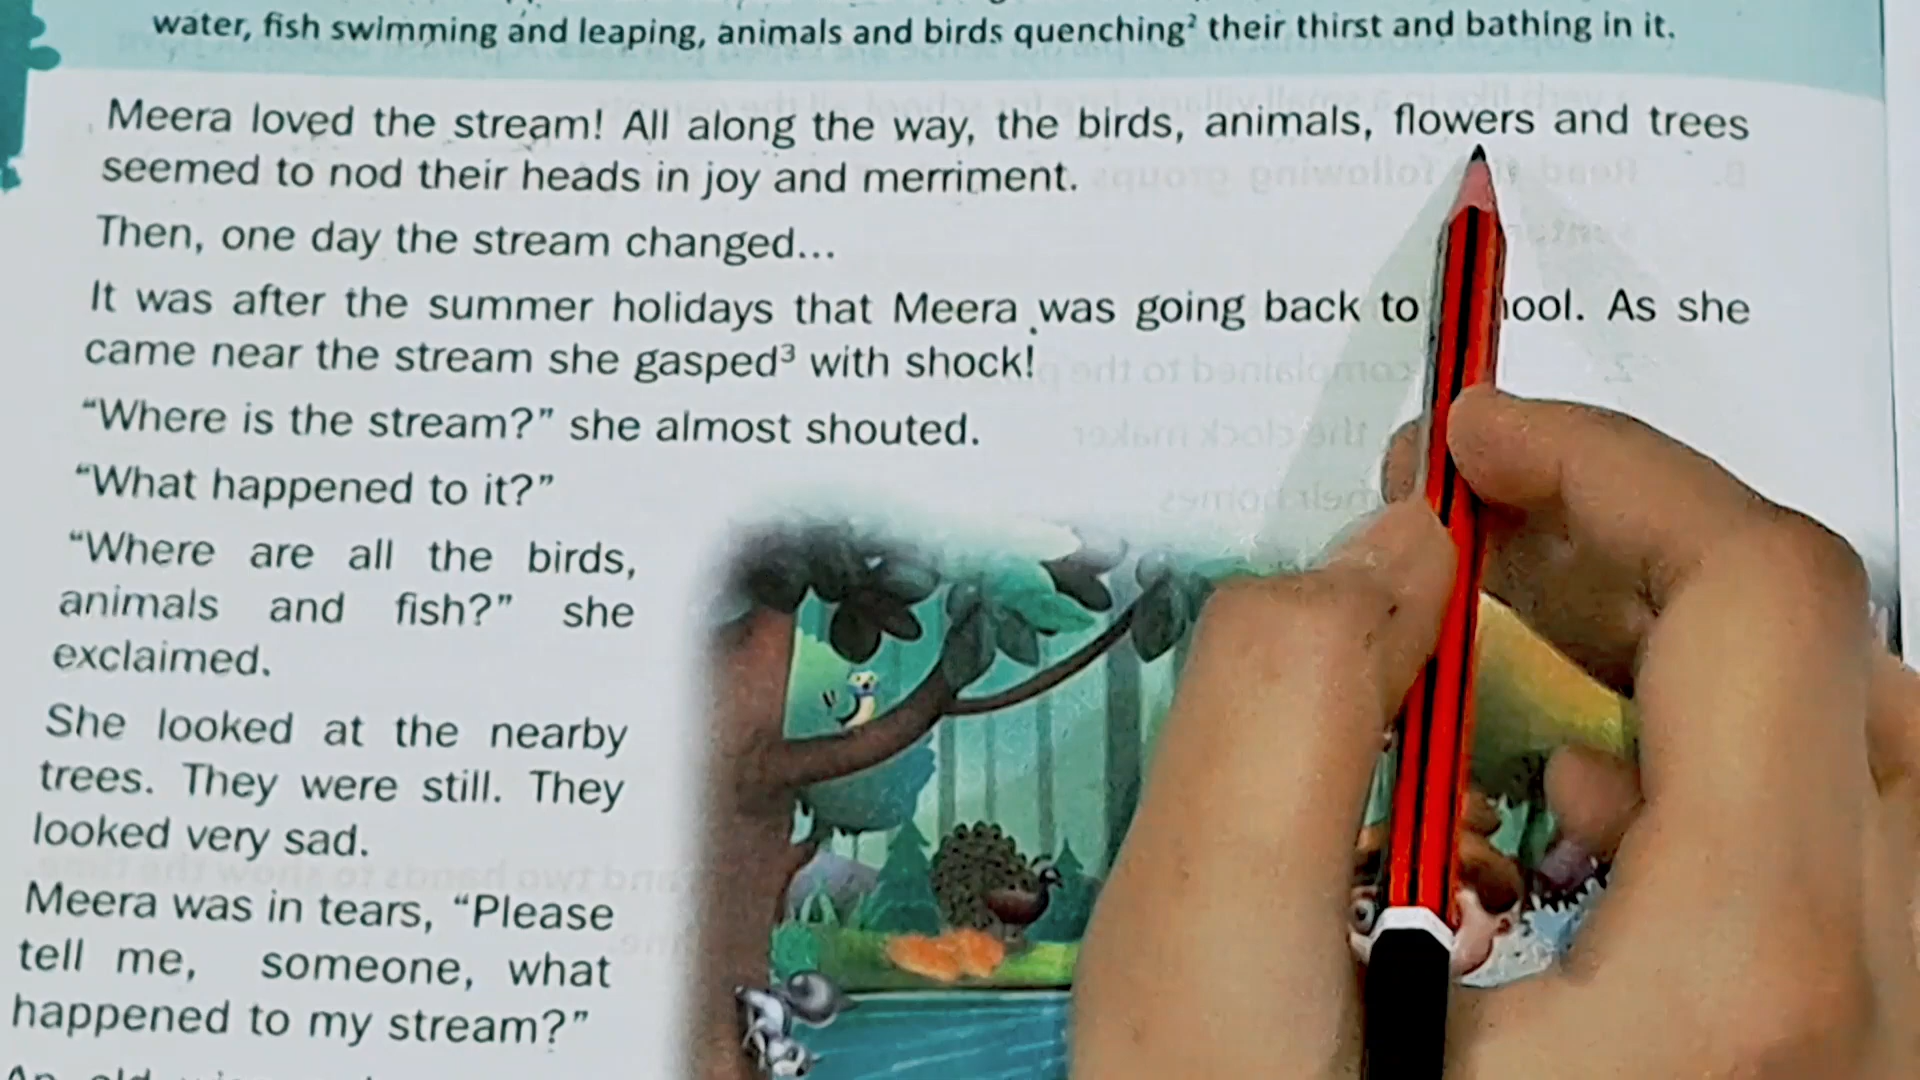 water, fish swimming and leaping, animals and birds quenching² their thirst and bathing in it.
Meera loved the stream! All along the way, the birds, animals, flowers and trees
seemed to nod their heads in joy and merriment.
Then, one day the stream changed...
It was after the summer holidays that Meera was going back to hool. As she
came near the stream she gasped³ with shock!
“Where is the stream?” she almost shouted.
“What happened to it?”
“Where are all the birds,
animals and fish?” she
exclaimed.
She looked at the nearby
trees. They were still. They
looked very sad.
Meera was in tears, “Please
tell me, someone, what
happened to my stream?”